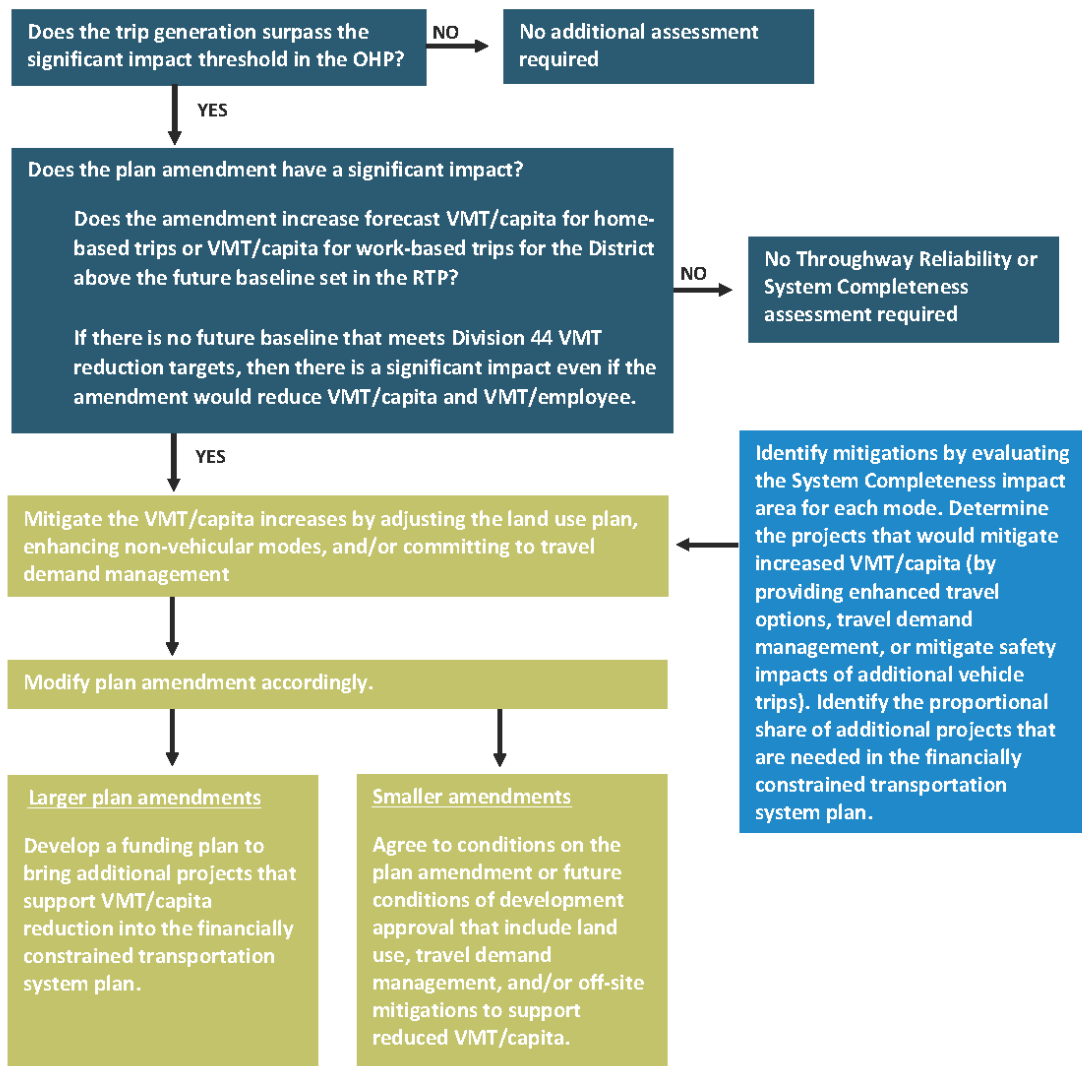 Does the trip generation surpass the
significant impact threshold in the OHP?
NO
No additional assessment
required
YES
Does the plan amendment have a significant impact?
Does the amendment increase forecast VMT/capita for home-
based trips or VMT/capita for work-based trips for the District
above the future baseline set in the RTP?
If there is no future baseline that meets Division 44 VMT
reduction targets, then there is a significant impact even if the
amendment would reduce VMT/capita and VMT/employee.
NO
No Throughway Reliability or
System Completeness
assessment required
YES
Mitigate the VMT/capita increases by adjusting the land use plan,
enhancing non-vehicular modes, and/or committing to travel
demand management
Identify mitigations by evaluating
the System Completeness impact
area for each mode. Determine
the projects that would mitigate
increased VMT/capita (by
providing enhanced travel
options, travel demand
management, or mitigate safety
impacts of additional vehicle
trips). Identify the proportional
share of additional projects that
are needed in the financially
constrained transportation
system plan.
Modify plan amendment accordingly.
Larger plan amendments
Develop a funding plan to
bring additional projects that
support VMT/capita
reduction into the financially
constrained transportation
system plan.
Smaller amendments
Agree to conditions on the
plan amendment or future
conditions of development
approval that include land
use, travel demand
management, and/or off-site
mitigations to support
reduced VMT/capita.